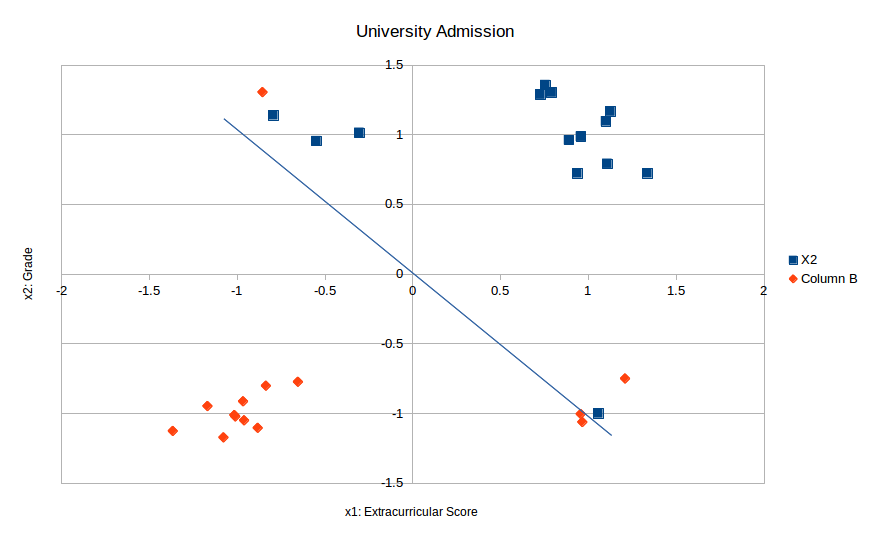 University Admission
1.5
1
0.5
0
-2 -1.5 -1 -0.5 0 0.5 1 1.5 2
-0.5
-1
-1.5
x2: Grade
x1: Extracurricular Score
X2
Column B